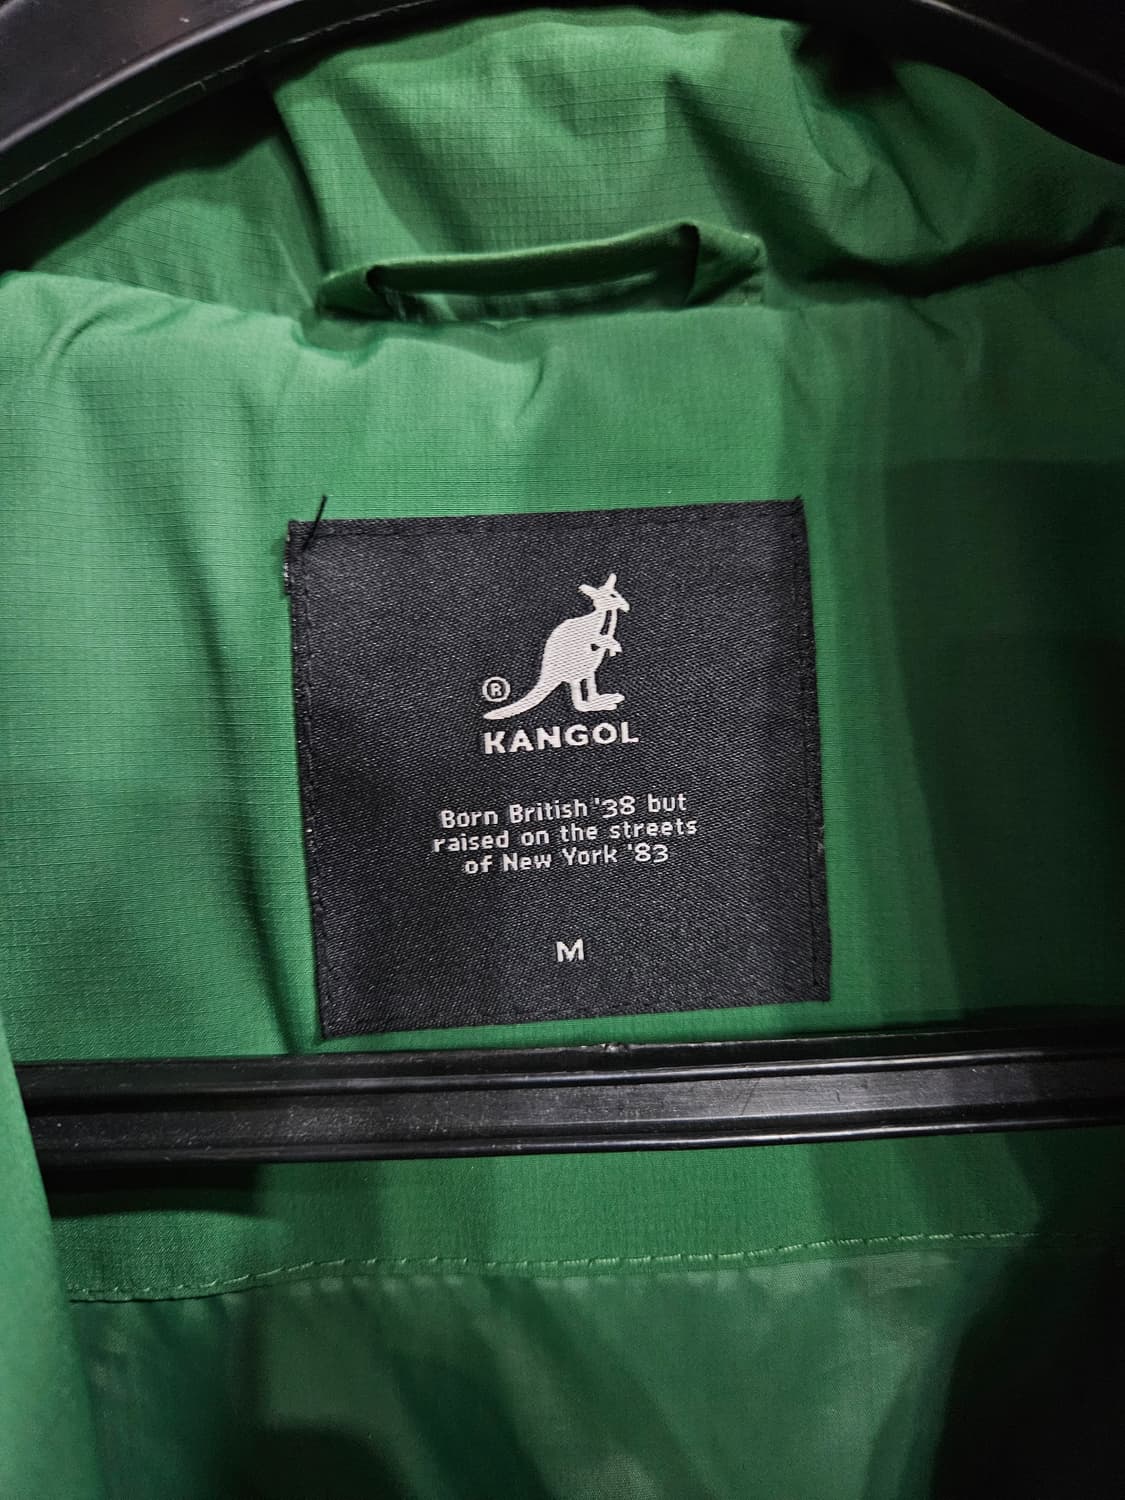 ®
KANGOL
Born British '38 but
raised on the streets
of New York '83
M